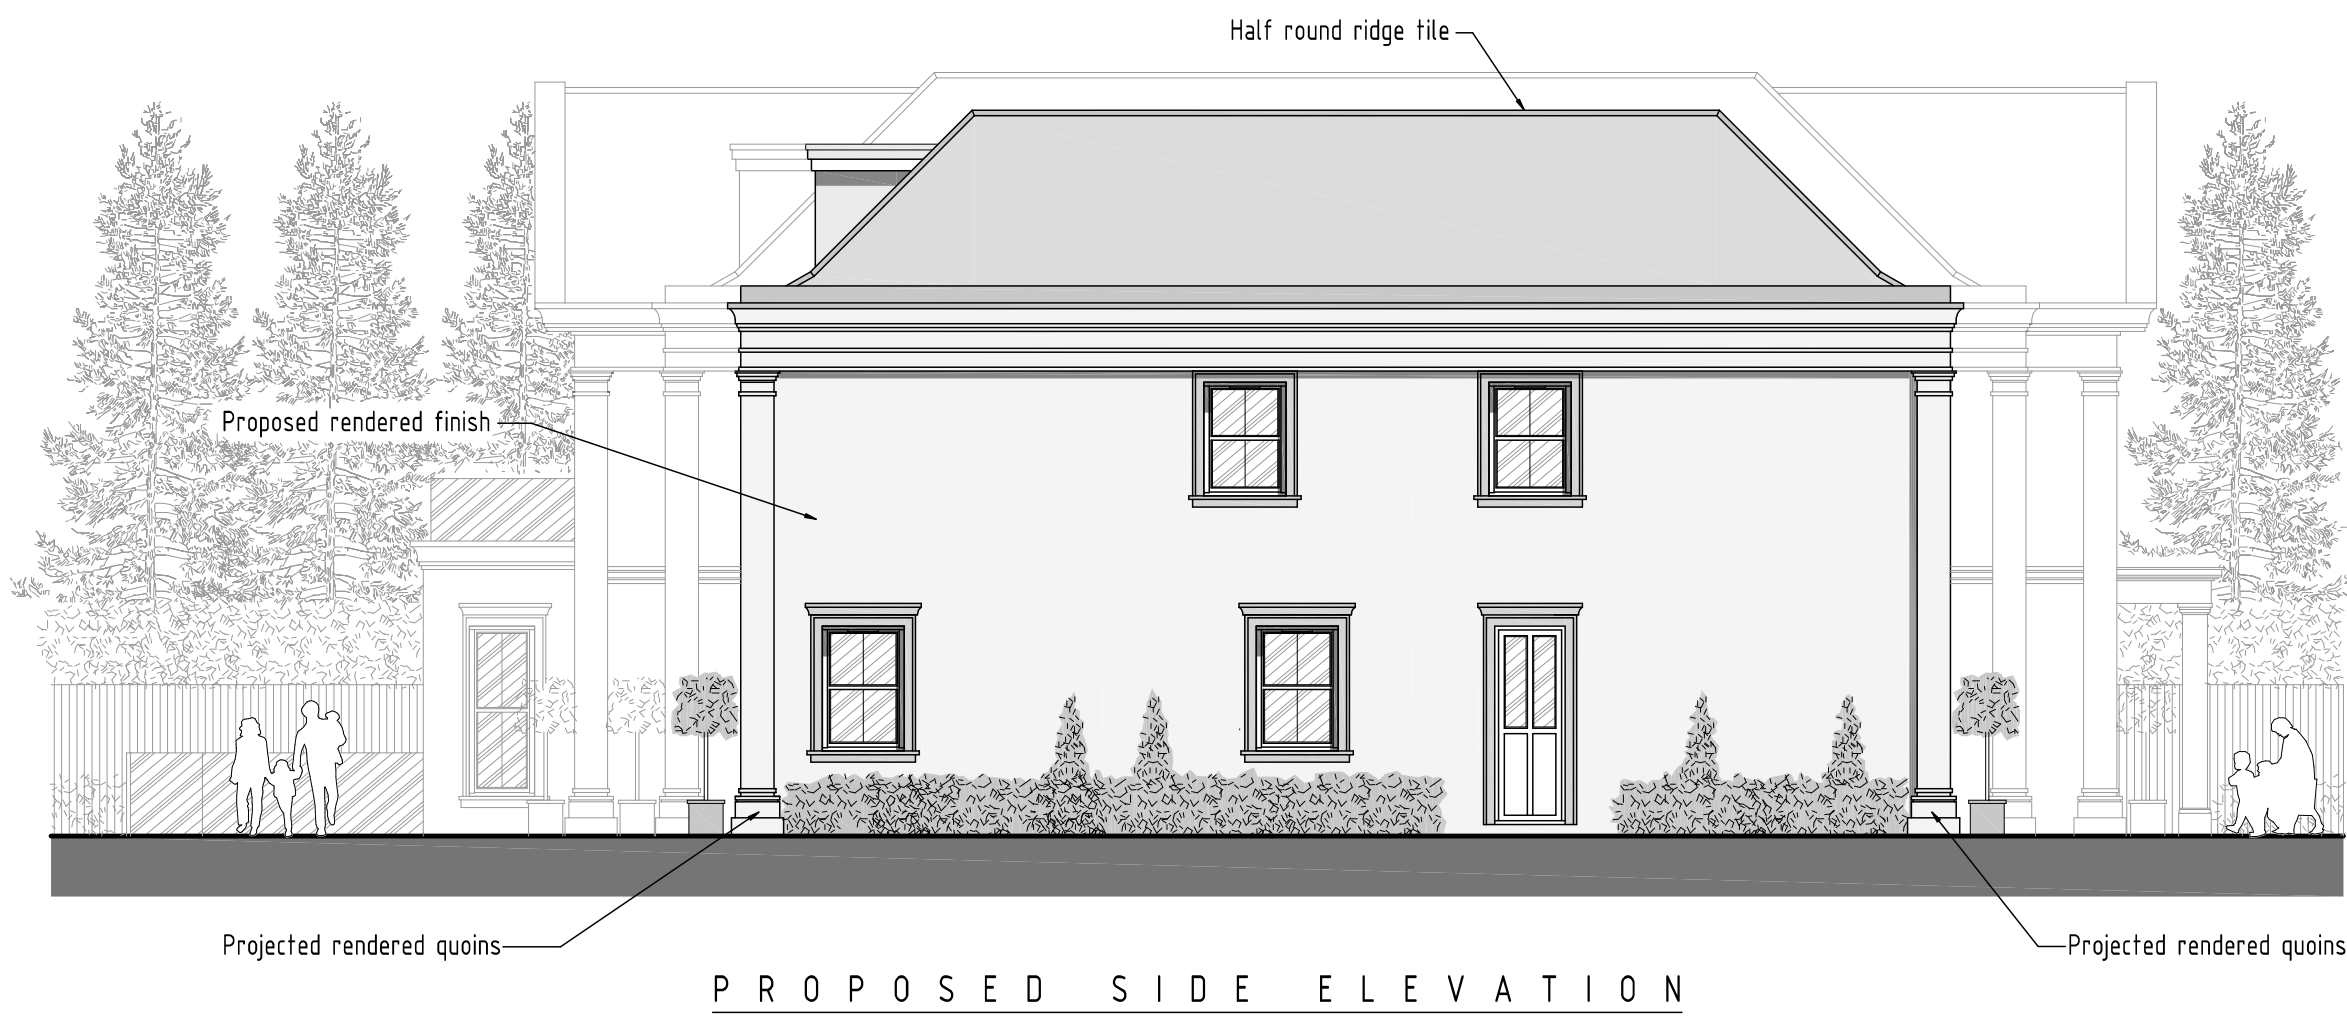 Half round ridge tile
Proposed rendered finish
Projected rendered quoins
Projected rendered quoins
PROPOSED SIDE ELEVATION